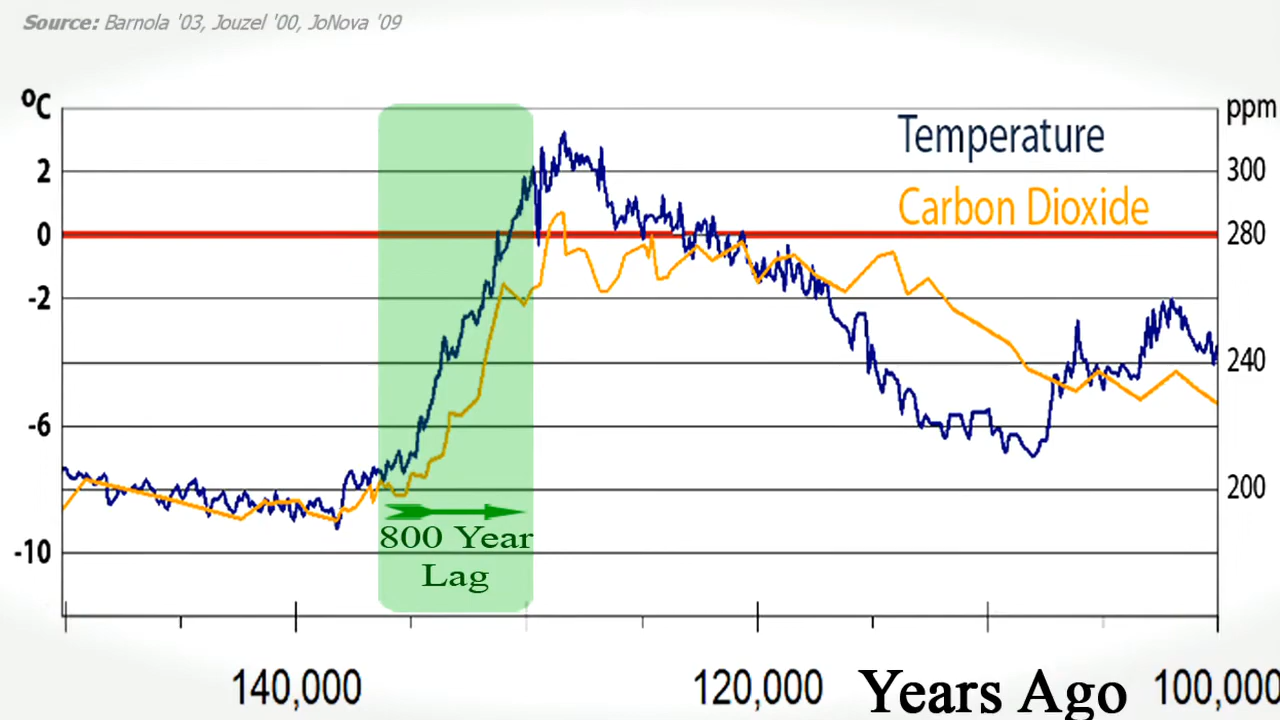 Source: Barnola '03, Jouzel '00, JoNova '09
ºC
ppm
Temperature
2
300
Carbon Dioxide
0
280
-2
240
-6
200
800 Year
Lag
-10
140,000
120,000
Years Ago
100,000